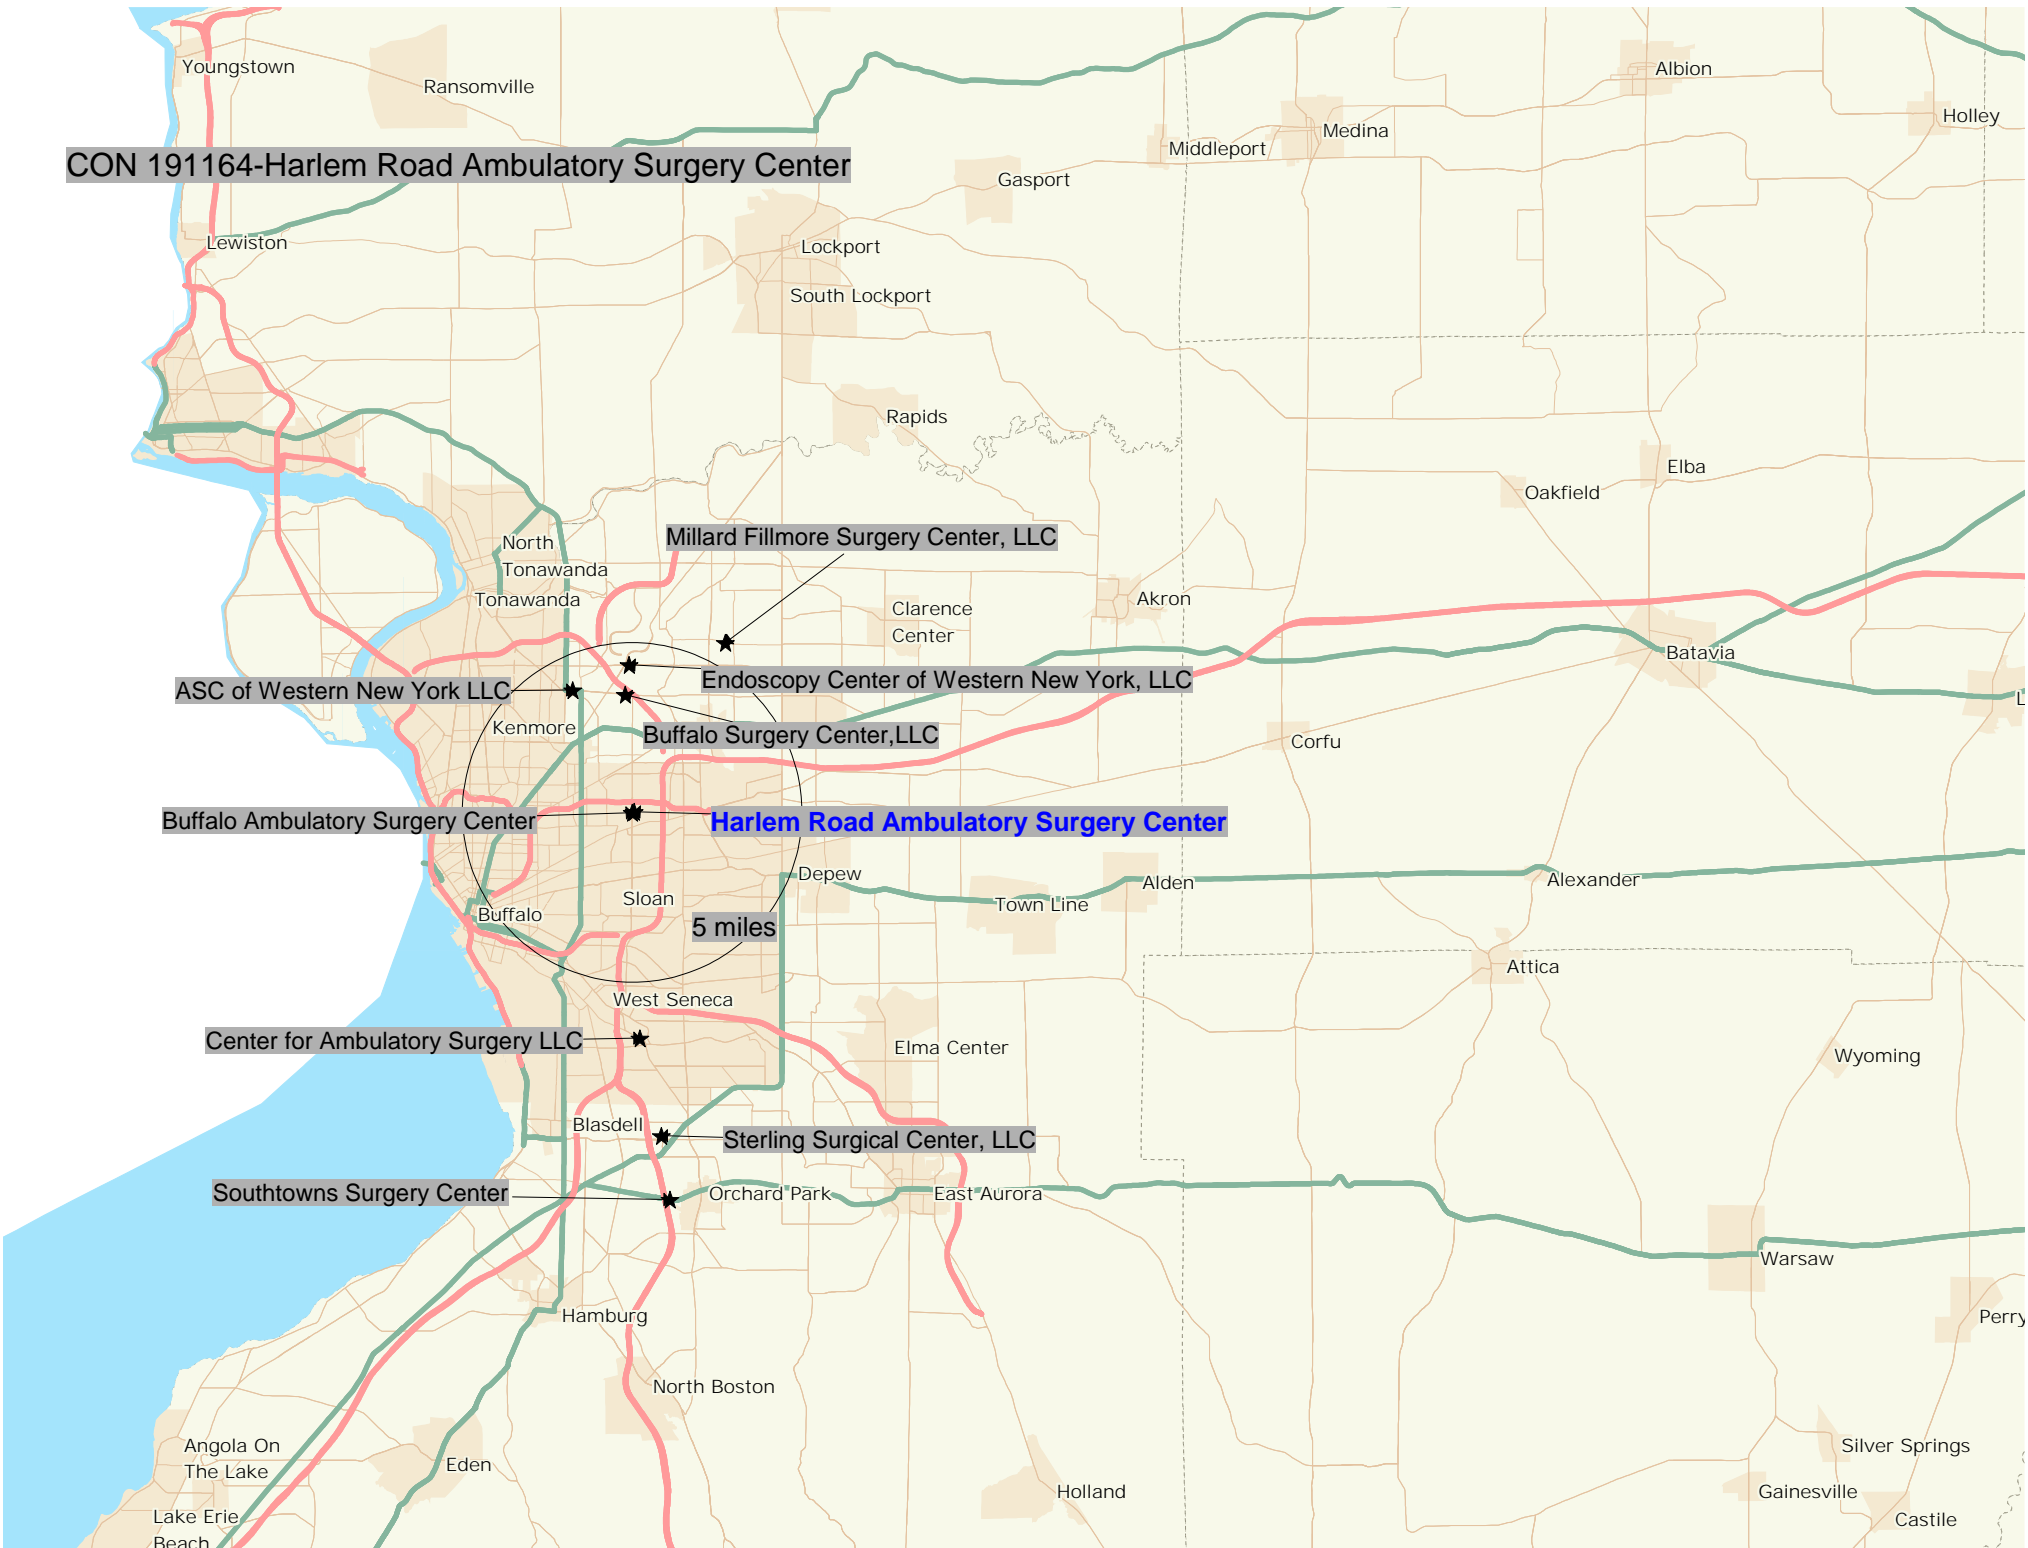 Youngstown
Ransomville
Albion
Holley
Medina
Middleport
CON 191164-Harlem Road Ambulatory Surgery Center
Gasport
Lewiston
Lockport
South Lockport
Rapids
Elba
Oakfield
Millard Fillmore Surgery Center, LLC
North
Tonawanda
Tonawanda
Akron
Clarence
Center
Batavia
Endoscopy Center of Western New York, LLC
ASC of Western New York LLC
L
Kenmore
Buffalo Surgery Center,LLC
Corfu
Buffalo Ambulatory Surgery Center
Harlem Road Ambulatory Surgery Center
Depew
Alden
Alexander
Sloan
Town Line
Buffalo
5 miles
Attica
West Seneca
Center for Ambulatory Surgery LLC
Elma Center
Wyoming
Blasdell
Sterling Surgical Center, LLC
Southtowns Surgery Center
Orchard Park
East Aurora
Warsaw
Hamburg
Perry
North Boston
Angola On
The Lake
Eden
Silver Springs
Holland
Gainesville
Lake Erie
Beach
Castile